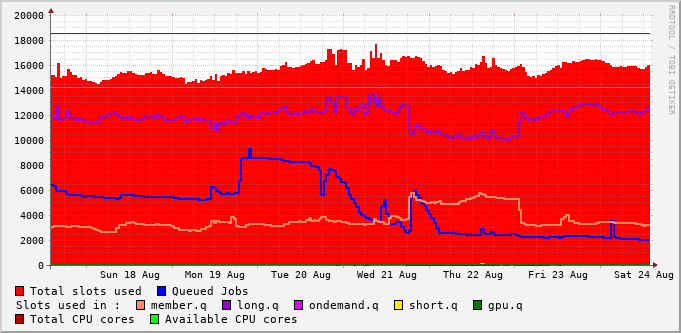 RRDTOOL / TOBI OETIKER
20000
18000
16000
14000
12000
10000
8000
6000
4000
2000
0
Sun 18 Aug Mon 19 Aug Tue 20 Aug Wed 21 Aug Thu 22 Aug Fri 23 Aug Sat 24 Aug
Total slots used Queued Jobs
Slots used in : member.q long.q ondemand.q short.q gpu.q
Total CPU cores Available CPU cores